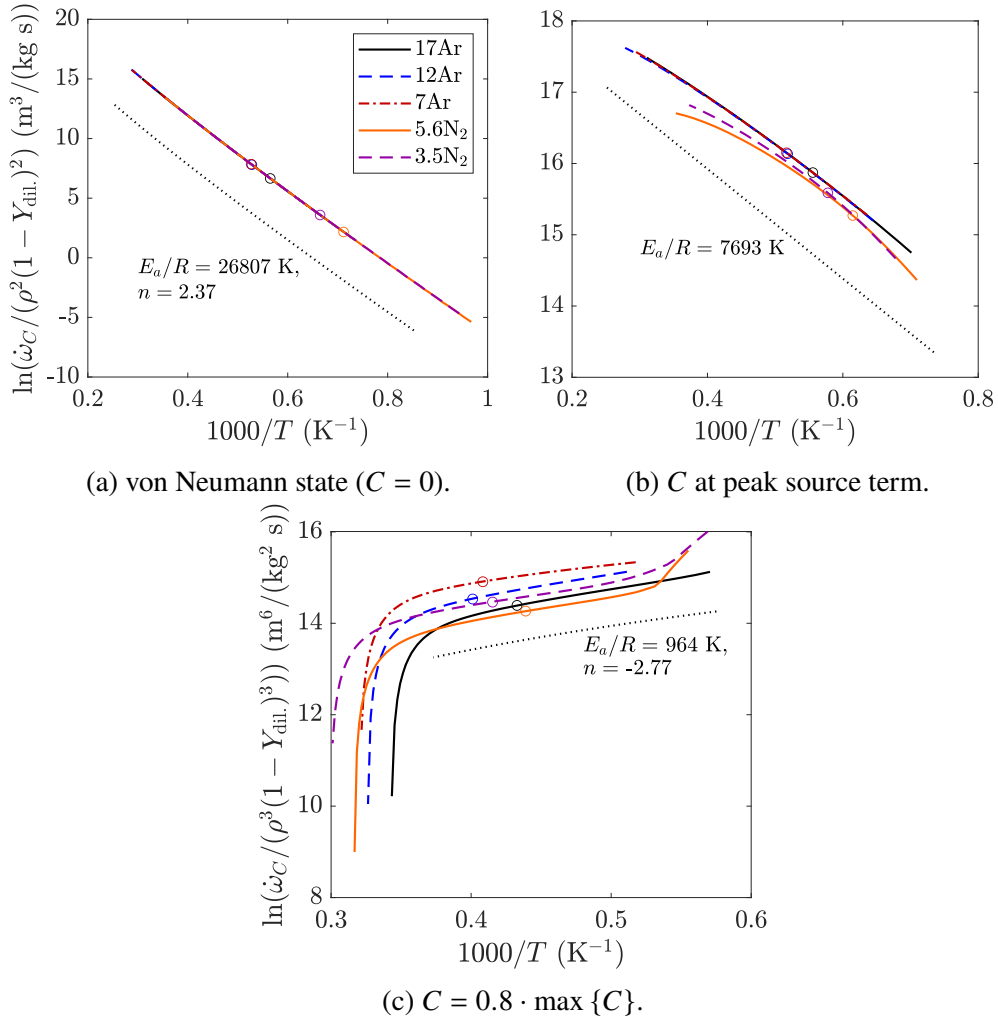 (a)
(b)
ln(ω̇_C/(ρ²(1 − Y_dil.)²) (m³/(kg s))
20
15
10
5
0
-5
-10
17Ar
12Ar
7Ar
5.6N₂
3.5N₂
E_a/R = 26807 K,
n = 2.37
0.2 0.4 0.6 0.8 1
1000/T (K⁻¹)
18
17
16
15
14
13
E_a/R = 7693 K
0.2 0.4 0.6 0.8
1000/T (K⁻¹)
(a) von Neumann state (C = 0).
(b) C at peak source term.
(c)
ln(ω̇_C/(ρ³(1 − Y_dil.)³)) (m⁶/(kg² s))
16
14
12
10
8
E_a/R = 964 K,
n = -2.77
0.3 0.4 0.5 0.6
1000/T (K⁻¹)
(c) C = 0.8 · max {C}.